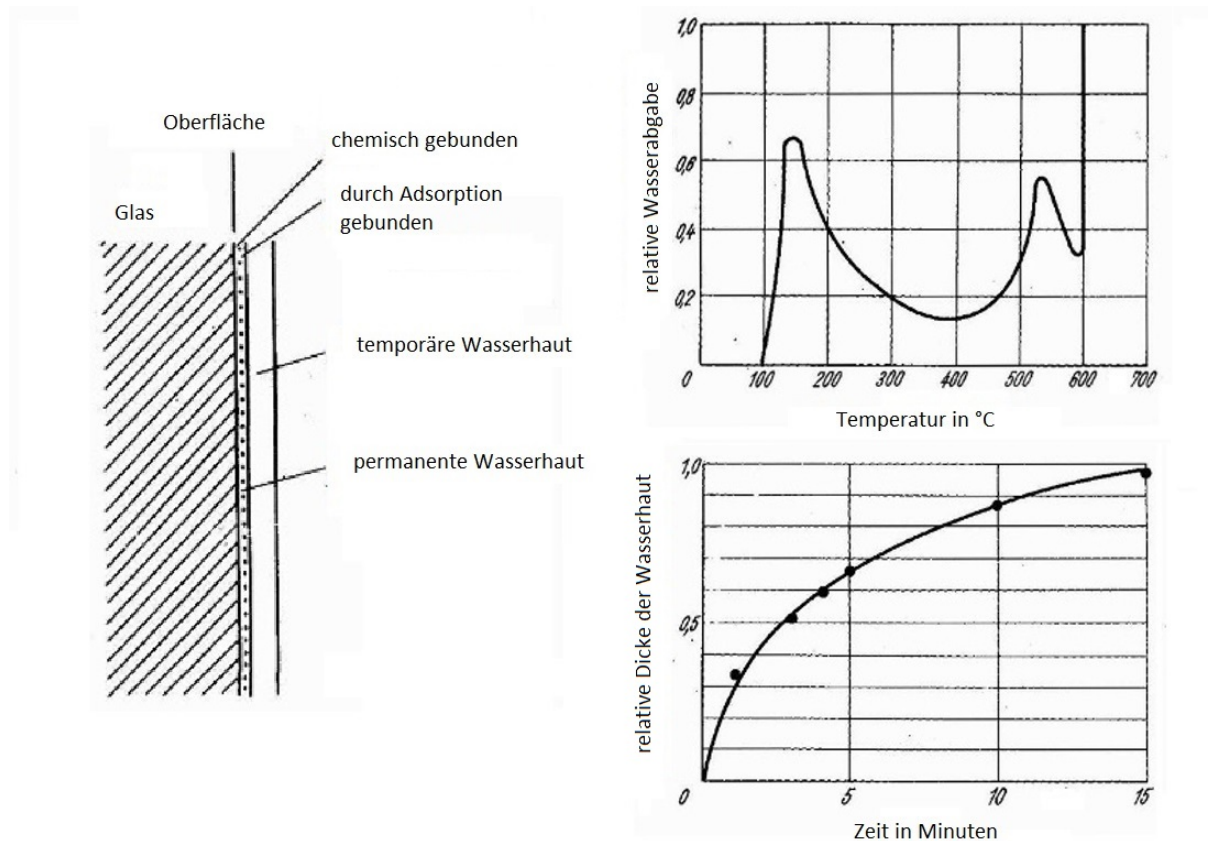 Oberfläche
chemisch gebunden
durch Adsorption
gebunden
Glas
temporäre Wasserhaut
permanente Wasserhaut
relative Wasserabgabe
1,0
0,8
0,6
0,4
0,2
0 100 200 300 400 500 600 700
Temperatur in °C
relative Dicke der Wasserhaut
1,0
0,5
0 5 10 15
Zeit in Minuten